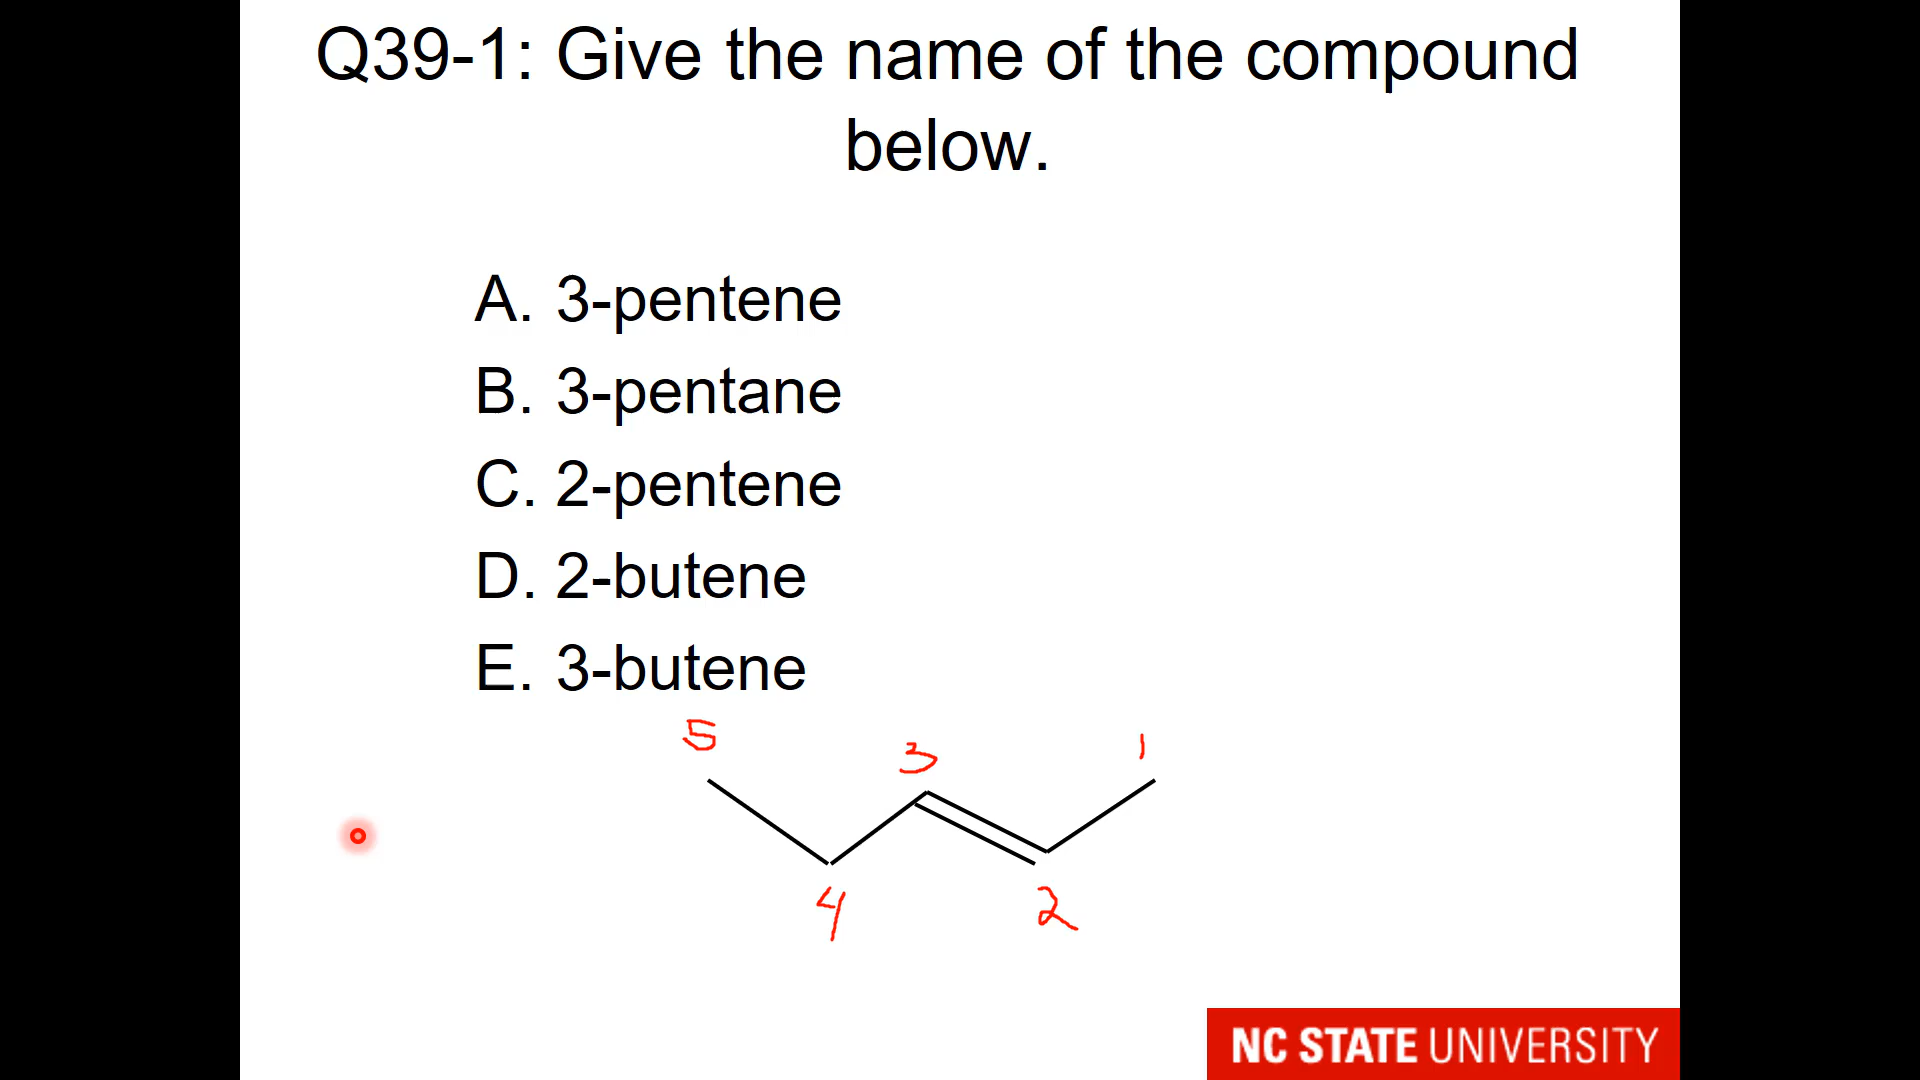 Q39-1: Give the name of the compound
below.
A. 3-pentene
B. 3-pentane
C. 2-pentene
D. 2-butene
E. 3-butene
5 3 1
4 2
NC STATE UNIVERSITY